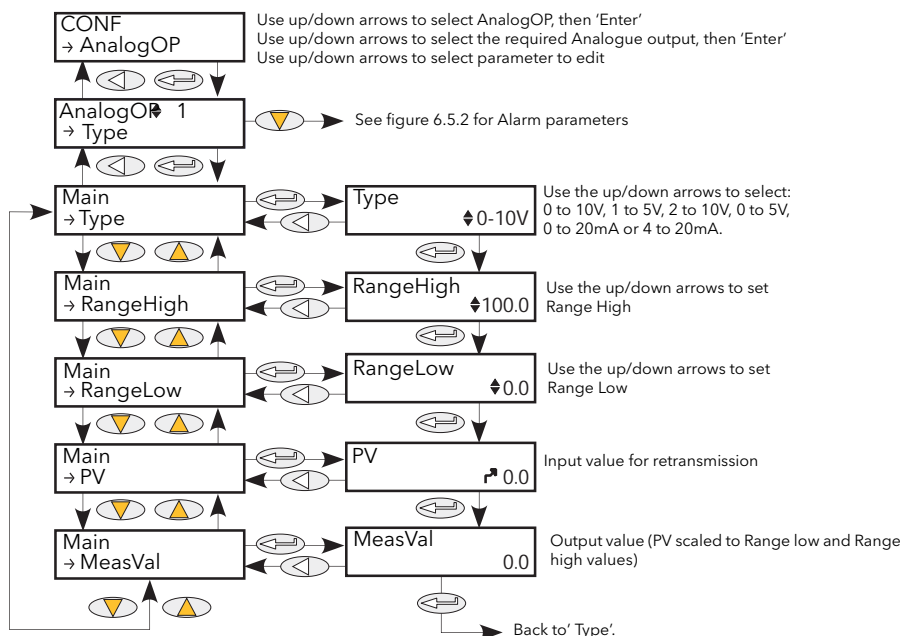 CONF
→ AnalogOP
Use up/down arrows to select AnalogOP, then ‘Enter’
Use up/down arrows to select the required Analogue output, then ‘Enter’
Use up/down arrows to select parameter to edit
AnalogOP 1
→ Type
See figure 6.5.2 for Alarm parameters
Main
→ Type
Type
0-10V
Use the up/down arrows to select:
0 to 10V, 1 to 5V, 2 to 10V, 0 to 5V,
0 to 20mA or 4 to 20mA.
Main
→ RangeHigh
RangeHigh
100.0
Use the up/down arrows to set
Range High
Main
→ RangeLow
RangeLow
0.0
Use the up/down arrows to set
Range Low
Main
→ PV
PV
0.0
Input value for retransmission
Main
→ MeasVal
MeasVal
0.0
Output value (PV scaled to Range low and Range
high values)
Back to’ Type’.